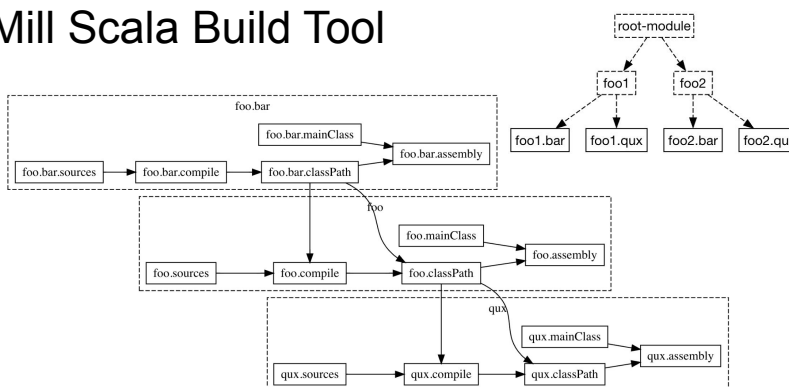 Mill Scala Build Tool
root-module
foo1 foo2
foo1.bar foo1.qux foo2.bar foo2.qu
foo.bar
foo.bar.mainClass
foo.bar.assembly
foo.bar.sources foo.bar.compile foo.bar.classPath
foo
foo.mainClass
foo.assembly
foo.sources foo.compile foo.classPath
qux
qux.mainClass
qux.assembly
qux.sources qux.compile qux.classPath